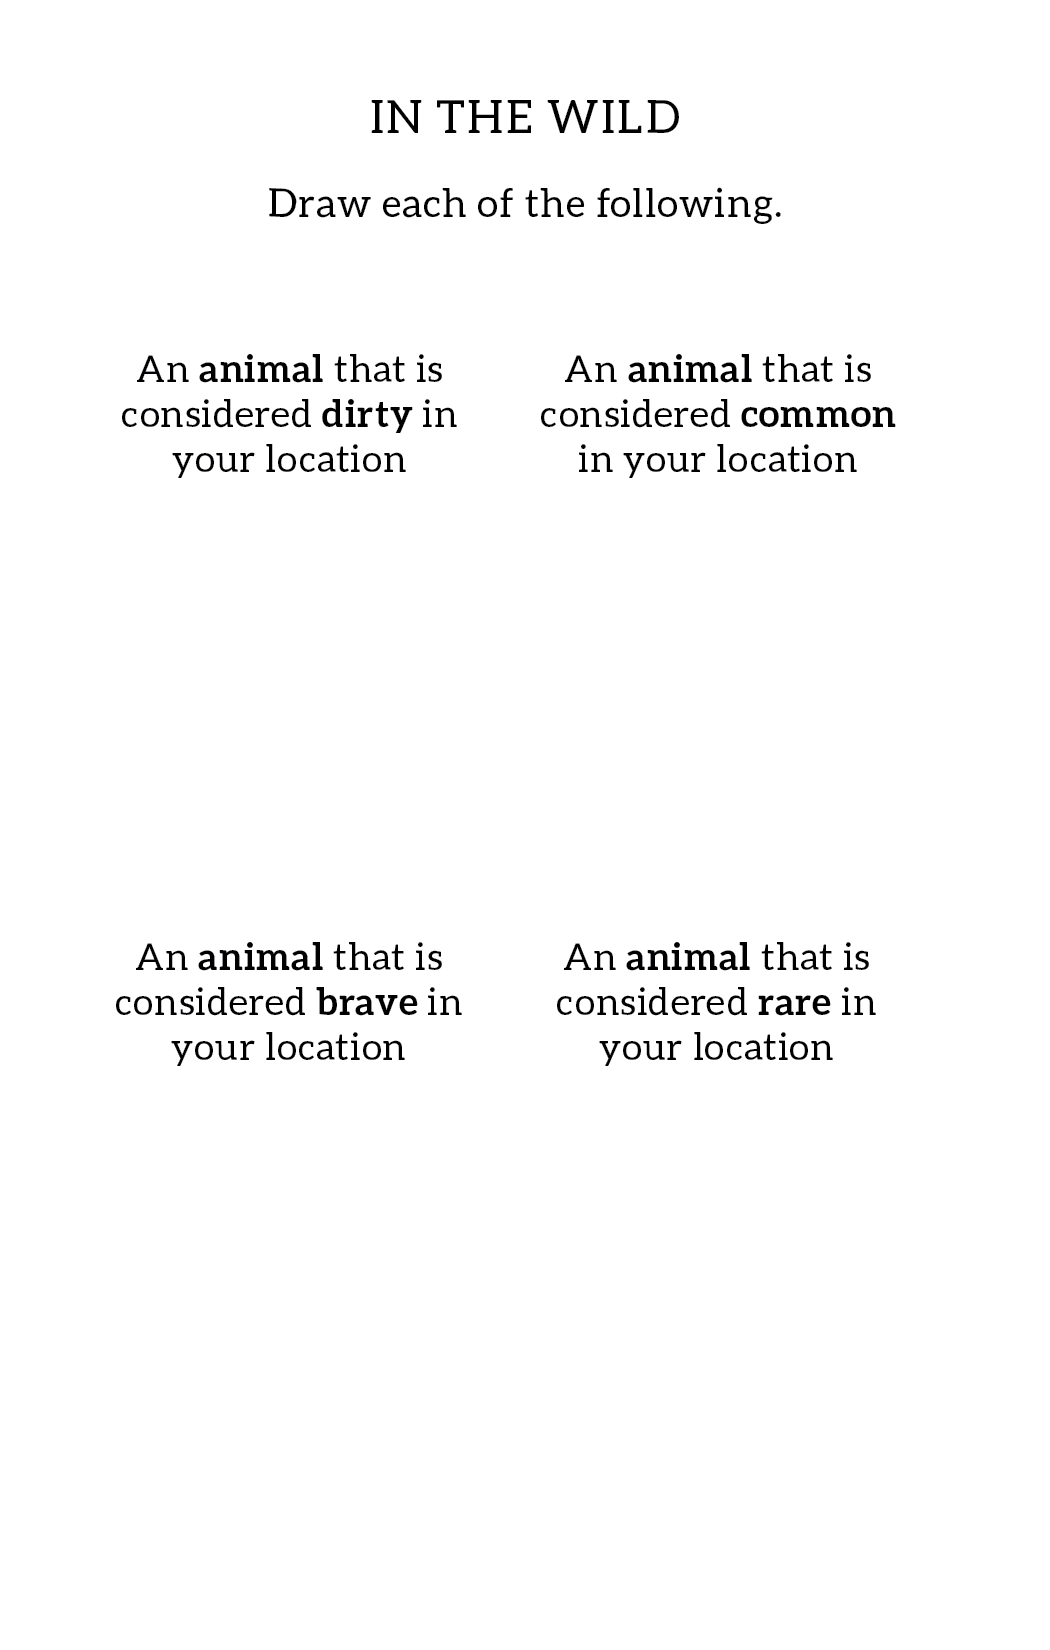 IN THE WILD
Draw each of the following.
An animal that is
considered dirty in
your location
An animal that is
considered common
in your location
An animal that is
considered brave in
your location
An animal that is
considered rare in
your location